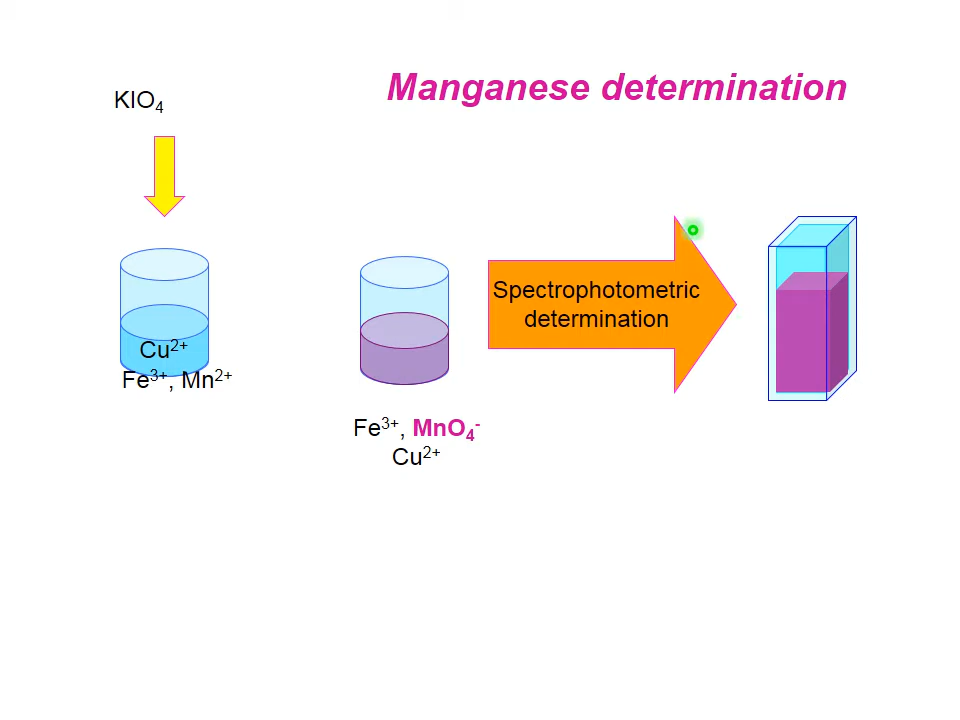 Manganese determination
KIO₄
Spectrophotometric
determination
Cu²⁺
Fe³⁺, Mn²⁺
Fe³⁺, MnO₄⁻
Cu²⁺